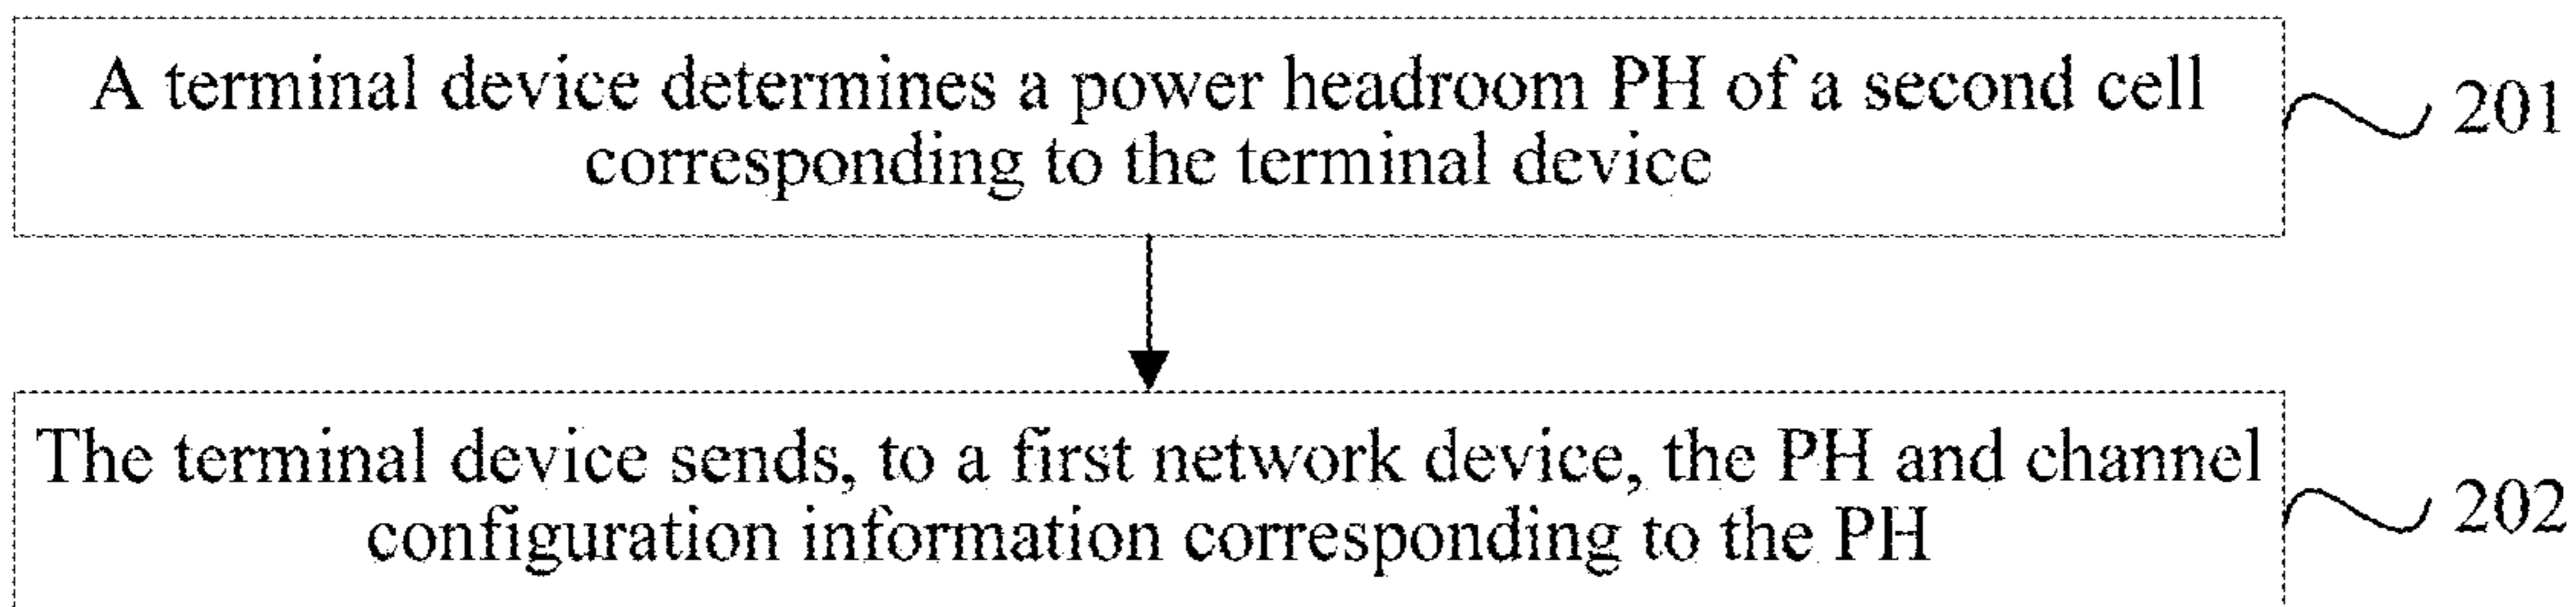 A terminal device determines a power headroom PH of a second cell
corresponding to the terminal device
201
The terminal device sends, to a first network device, the PH and channel
configuration information corresponding to the PH
202